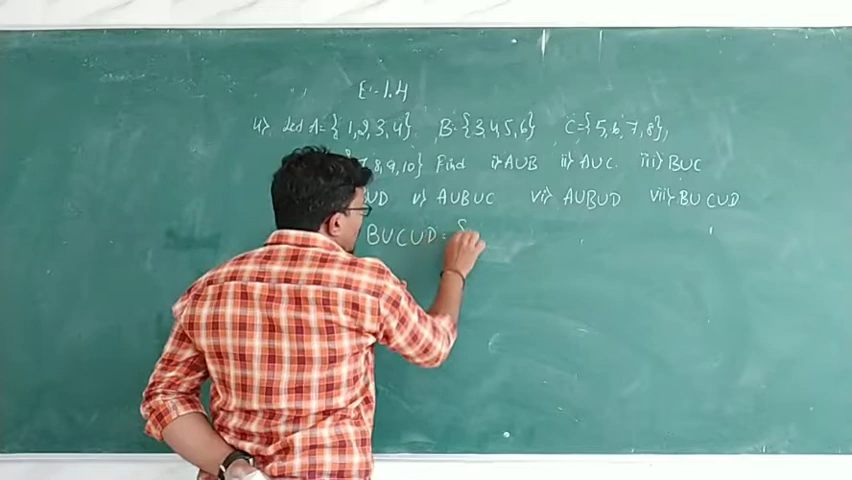 E:-1.4
4> Let A={1,2,3,4} B={3,4,5,6} C={5,6,7,8},
7,8,9,10} Find i> AUB ii> AUC iii> BUC
UD v> AUBUC vi> AUBUD vii> BUCUD
BUCUD={